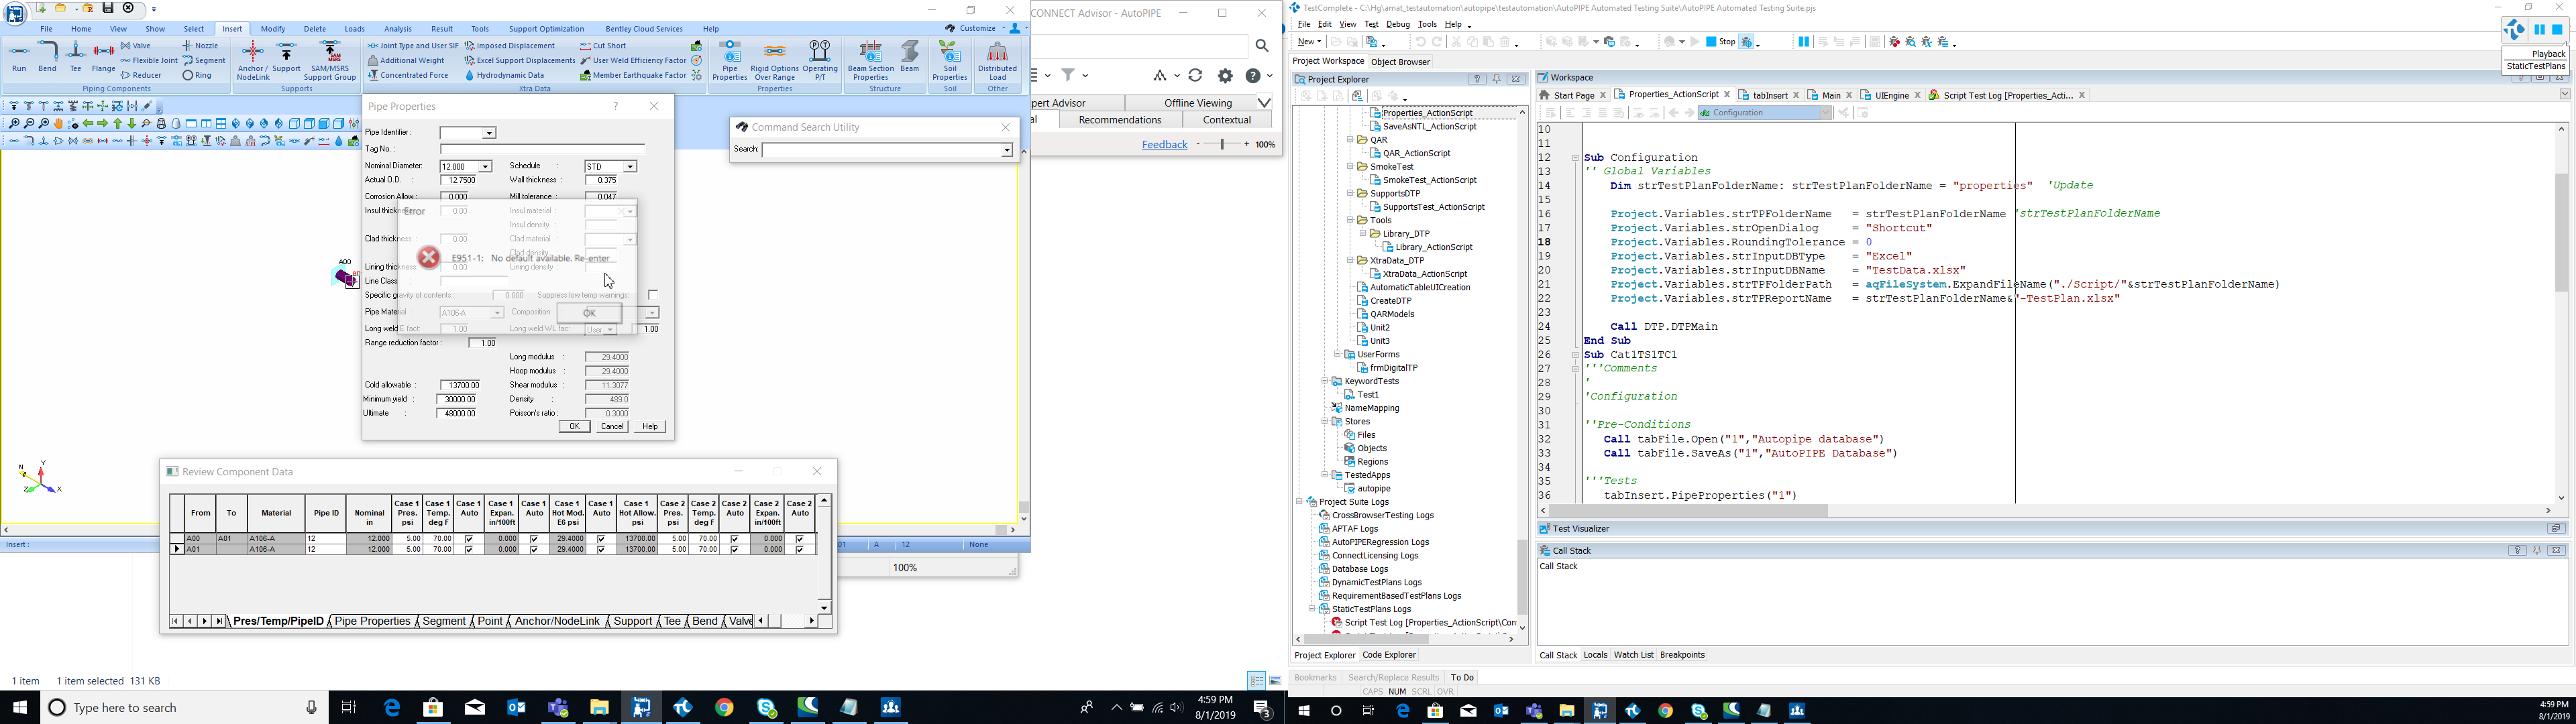 File Home View Show Select Insert Modify Delete Loads Analysis Result Tools Support Optimization Bentley Cloud Services Help Customize
Run Bend Tee Flange Valve Flexible Joint Reducer Nozzle Segment Ring
Piping Components
Anchor / NodeLink Support SAM/MSRS Support Group
Supports
Joint Type and User SIF Imposed Displacement Cut Short
Additional Weight Excel Support Displacements User Weld Efficiency Factor
Concentrated Force Hydrodynamic Data Member Earthquake Factor
Xtra Data
Pipe Properties Rigid Options Over Range Operating P/T
Properties
Beam Section Properties Beam
Structure
Soil Properties
Soil
Distributed Load
Other
Pipe Properties
Pipe Identifier :
Tag No. :
Nominal Diameter: 12.000 Schedule : STD
Actual O.D. : 12.7500 Wall thickness : 0.375
Corrosion Allow : 0.000 Mill tolerance : 0.047
Insul thickness 0.00 Insul material :
Insul density :
Clad thickness : 0.00 Clad material :
Clad density
Lining thickness: 0.00 Lining density :
Line Class :
Specific gravity of contents : 0.000 Suppress low temp warnings:
Pipe Material : A106-A Composition :
Long weld E fact: 1.00 Long weld WL fac: User 1.00
Range reduction factor : 1.00
Long modulus : 29.4000
Hoop modulus : 29.4000
Cold allowable : 13700.00 Shear modulus : 11.3077
Minimum yield : 30000.00 Density : 489.0
Ultimate : 48000.00 Poisson's ratio : 0.3000
OK Cancel Help
Error
E951-1: No default available. Re-enter
OK
A00
Y
N
Z X
Command Search Utility
Search:
CONNECT Advisor - AutoPIPE
pert Advisor Offline Viewing
Recommendations Contextual
Feedback - + 100%
Review Component Data
From To Material Pipe ID Nominal in Case 1 Pres. psi Case 1 Temp. deg F Case 1 Auto Case 1 Expan. in/100ft Case 1 Auto Case 1 Hot Mod. E6 psi Case 1 Auto Case 1 Hot Allow. psi Case 2 Pres. psi Case 2 Temp. deg F Case 2 Auto Case 2 Expan. in/100ft Case 2 Auto
A00 A01 A106-A 12 12.000 5.00 70.00 0.000 29.4000 13700.00 5.00 70.00 0.000
A01 A106-A 12 12.000 5.00 70.00 0.000 29.4000 13700.00 5.00 70.00 0.000
Pres/Temp/PipeID Pipe Properties Segment Point Anchor/NodeLink Support Tee Bend Valve
Insert : 01 A 12 None
100%
1 item 1 item selected 131 KB
Type here to search
4:59 PM
8/1/2019
TestComplete - C:\Hg\amat_testautomation\autopipe\testautomation\AutoPIPE Automated Testing Suite\AutoPIPE Automated Testing Suite.pjs
File Edit View Test Debug Tools Help
New Stop
Playback
StaticTestPlans
Project Workspace Object Browser
Project Explorer
Properties_ActionScript
SaveAsNTL_ActionScript
QAR
QAR_ActionScript
SmokeTest
SmokeTest_ActionScript
SupportsDTP
SupportsTest_ActionScript
Tools
Library_DTP
Library_ActionScript
XtraData_DTP
XtraData_ActionScript
AutomaticTableUICreation
CreateDTP
QARModels
Unit2
Unit3
UserForms
frmDigitalTP
KeywordTests
Test1
NameMapping
Stores
Files
Objects
Regions
TestedApps
autopipe
Project Suite Logs
CrossBrowserTesting Logs
APTAF Logs
AutoPIPERegression Logs
ConnectLicensing Logs
Database Logs
DynamicTestPlans Logs
RequirementBasedTestPlans Logs
StaticTestPlans Logs
Script Test Log [Properties_ActionScript\Con
Project Explorer Code Explorer
Workspace
Start Page Properties_ActionScript tabInsert Main UIEngine Script Test Log [Properties_Acti...
Configuration
10
11
12 Sub Configuration
13 '' Global Variables
14 Dim strTestPlanFolderName: strTestPlanFolderName = "properties" 'Update
15
16 Project.Variables.strTPFolderName = strTestPlanFolderName 'strTestPlanFolderName
17 Project.Variables.strOpenDialog = "Shortcut"
18 Project.Variables.RoundingTolerance = 0
19 Project.Variables.strInputDBType = "Excel"
20 Project.Variables.strInputDBName = "TestData.xlsx"
21 Project.Variables.strTPFolderPath = aqFileSystem.ExpandFileName("./Script/"&strTestPlanFolderName)
22 Project.Variables.strTPReportName = strTestPlanFolderName&"-TestPlan.xlsx"
23
24 Call DTP.DTPMain
25 End Sub
26 Sub Cat1TS1TC1
27 '''Comments
28 '
29 'Configuration
30
31 ''Pre-Conditions
32 Call tabFile.Open("1","Autopipe database")
33 Call tabFile.SaveAs("1","AutoPIPE Database")
34
35 '''Tests
36 tabInsert.PipeProperties("1")
Test Visualizer
Call Stack
Call Stack
Call Stack Locals Watch List Breakpoints
Bookmarks Search/Replace Results To Do
CAPS NUM SCRL OVR
4:59 PM
8/1/2019